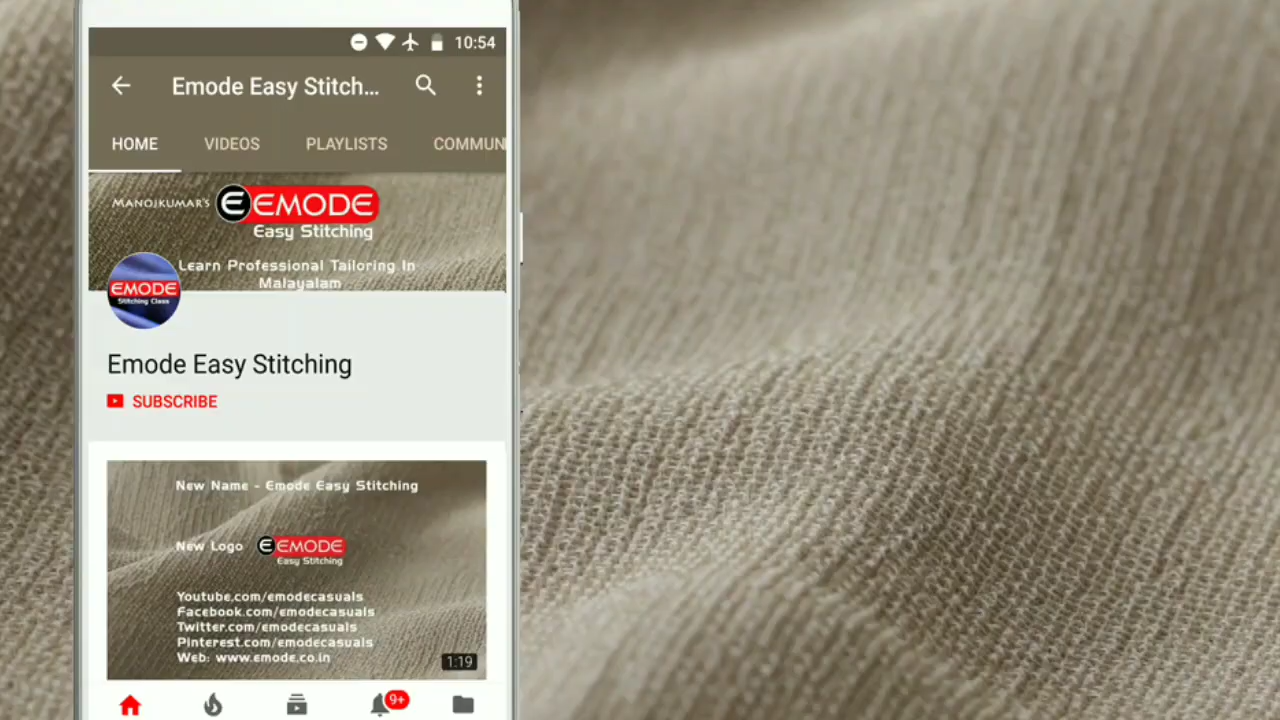 10:54
Emode Easy Stitch...
HOME VIDEOS PLAYLISTS COMMUN
MANOJKUMAR'S E EMODE
Easy Stitching
Learn Professional Tailoring In
Malayalam
EMODE
Stitching Class
Emode Easy Stitching
SUBSCRIBE
New Name - Emode Easy Stitching
New Logo E EMODE
Easy Stitching
Youtube.com/emodecasuals
Facebook.com/emodecasuals
Twitter.com/emodecasuals
Pinterest.com/emodecasuals
Web: www.emode.co.in
1:19
9+